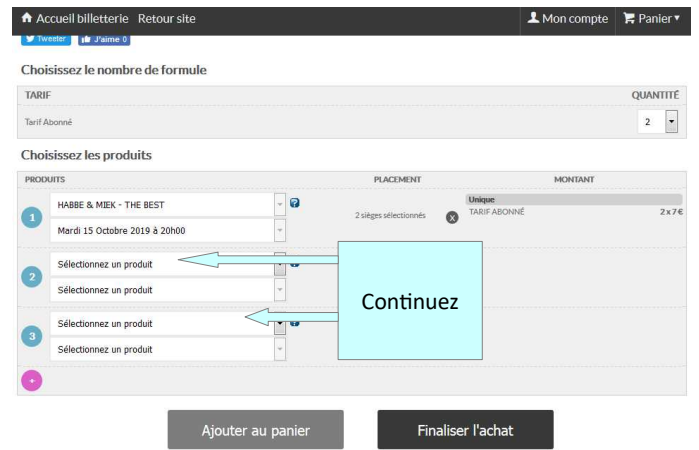 Accueil billetterie Retour site Mon compte Panier
Tweeter J'aime 0
Choisissez le nombre de formule
TARIF QUANTITÉ
Tarif Abonné 2
Choisissez les produits
PRODUITS PLACEMENT MONTANT
1 HABBE & MIEK - THE BEST ?
Mardi 15 Octobre 2019 à 20h00
2 sièges sélectionnés X
Unique
TARIF ABONNÉ 2 x 7 €
2 Sélectionnez un produit
Sélectionnez un produit
Continuez
3 Sélectionnez un produit
Sélectionnez un produit
+
Ajouter au panier Finaliser l'achat